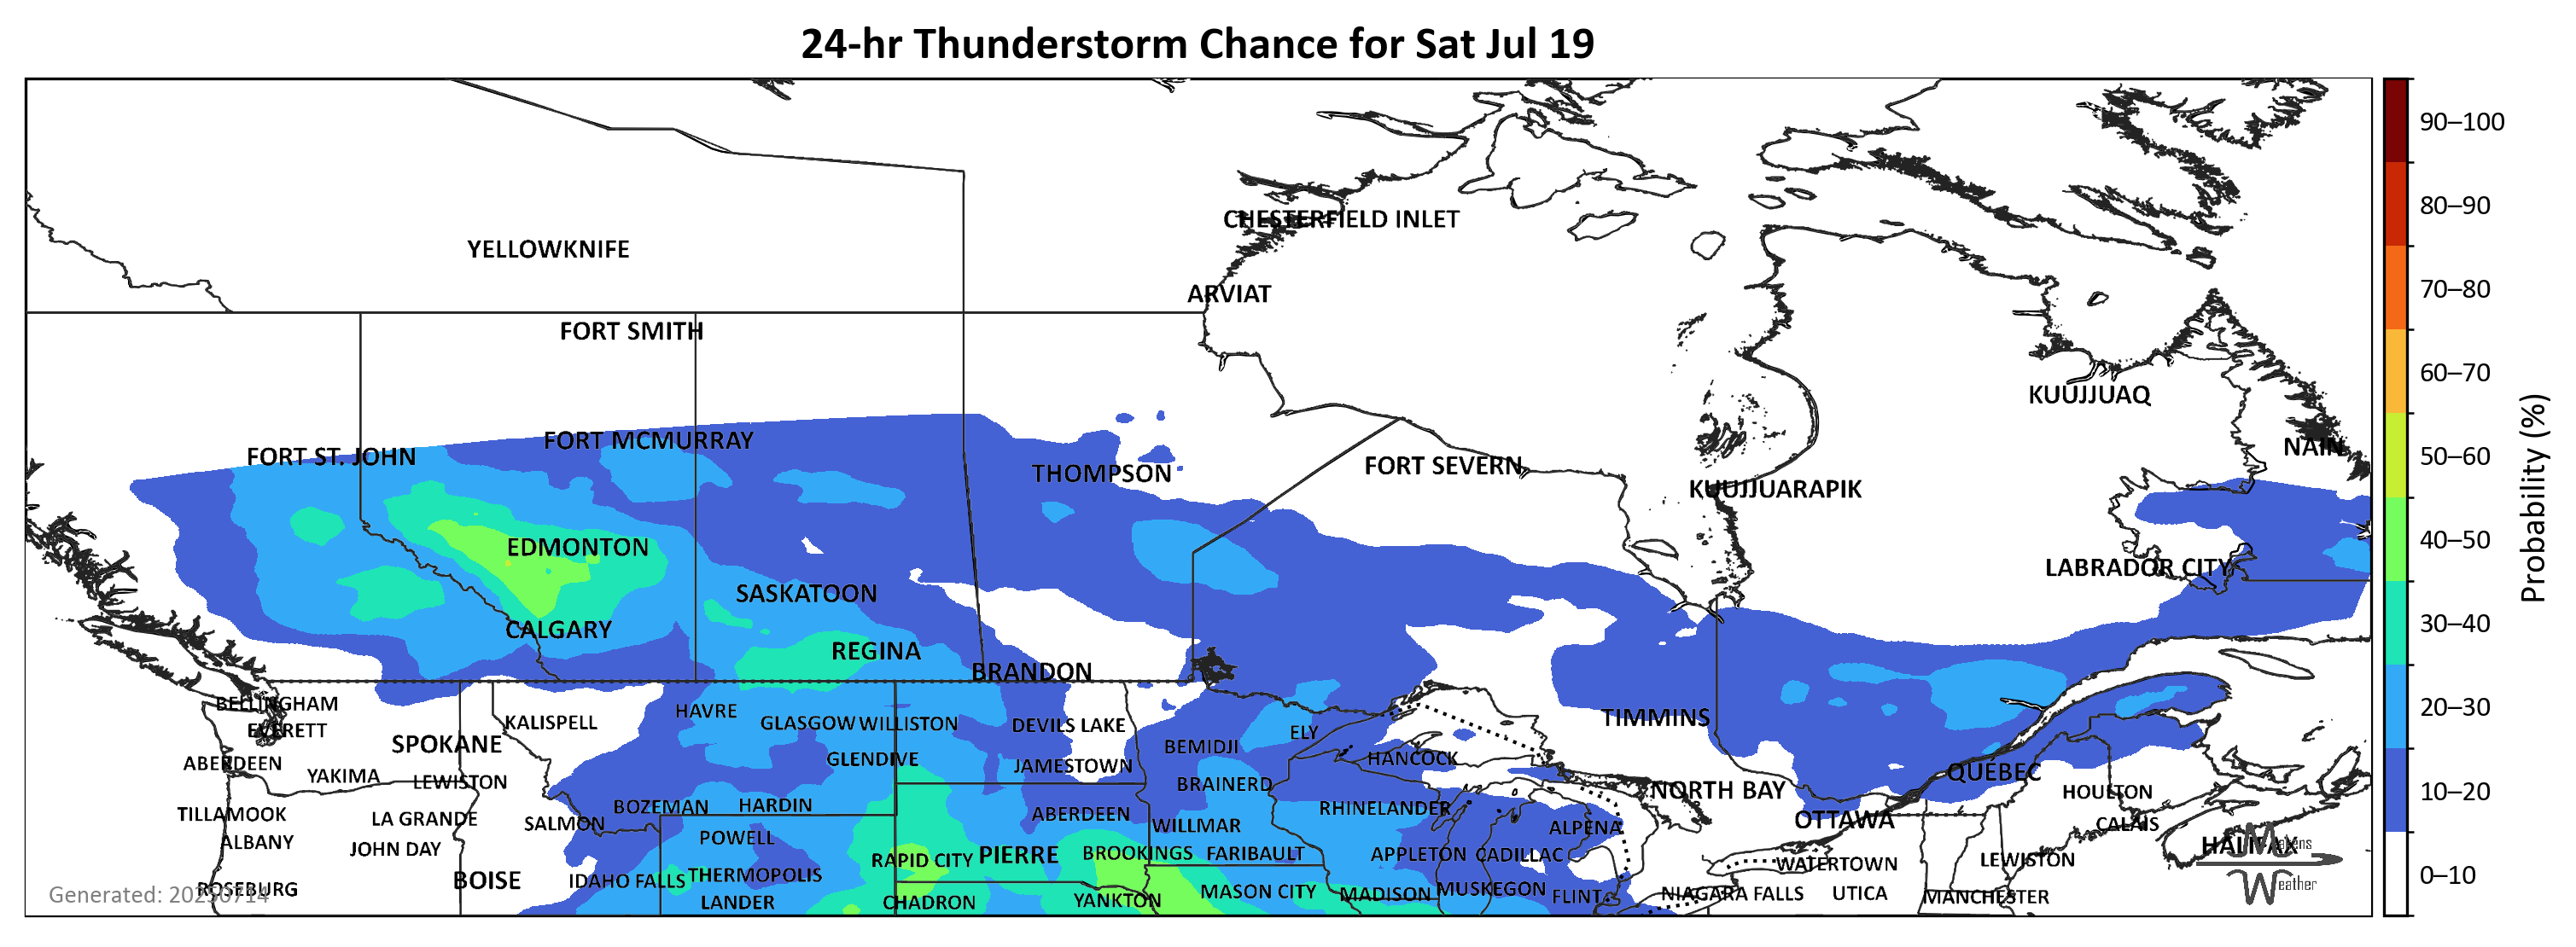 24-hr Thunderstorm Chance for Sat Jul 19
CHESTERFIELD INLET
YELLOWKNIFE
ARVIAT
FORT SMITH
KUUJJUAQ
FORT MCMURRAY
NAIN
FORT ST. JOHN
FORT SEVERN
THOMPSON
KUUJJUARAPIK
EDMONTON
LABRADOR CITY
SASKATOON
CALGARY
REGINA
BRANDON
BELLINGHAM
HAVRE
TIMMINS
KALISPELL
GLASGOW
WILLISTON
DEVILS LAKE
EVERETT
ELY
SPOKANE
BEMIDJI
GLENDIVE
HANCOCK
ABERDEEN
JAMESTOWN
QUÉBEC
YAKIMA
LEWISTON
BRAINERD
NORTH BAY
HOULTON
BOZEMAN
HARDIN
RHINELANDER
TILLAMOOK
LA GRANDE
ABERDEEN
OTTAWA
SALMON
WILLMAR
CALAIS
ALPENA
POWELL
ALBANY
HALIFAX
JOHN DAY
BROOKINGS
FARIBAULT
APPLETON
CADILLAC
PIERRE
RAPID CITY
LEWISTON
WATERTOWN
THERMOPOLIS
BOISE
IDAHO FALLS
ROSEBURG
MUSKEGON
MASON CITY
MADISON
NIAGARA FALLS
UTICA
FLINT
MANCHESTER
LANDER
CHADRON
YANKTON
Generated: 20250714
Weather
90–100
80–90
70–80
60–70
50–60
40–50
30–40
20–30
10–20
0–10
Probability (%)